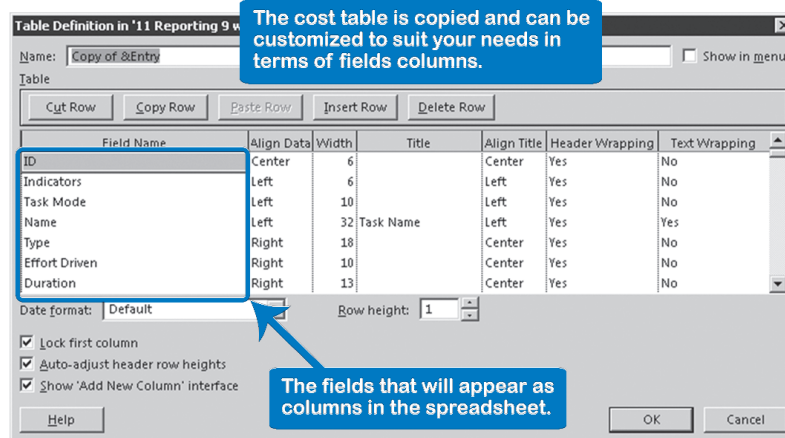 Table Definition in '11 Reporting 9 w
The cost table is copied and can be
customized to suit your needs in
terms of fields columns.
Name: Copy of &Entry
Show in menu
Table
Cut Row Copy Row Paste Row Insert Row Delete Row
Field Name Align Data Width Title Align Title Header Wrapping Text Wrapping
ID Center 6 Center Yes No
Indicators Left 6 Left Yes No
Task Mode Left 10 Left Yes No
Name Left 32 Task Name Left Yes Yes
Type Right 18 Center Yes No
Effort Driven Right 10 Center Yes No
Duration Right 13 Center Yes No
Date format: Default Row height: 1
Lock first column
Auto-adjust header row heights
Show 'Add New Column' interface
The fields that will appear as
columns in the spreadsheet.
Help OK Cancel